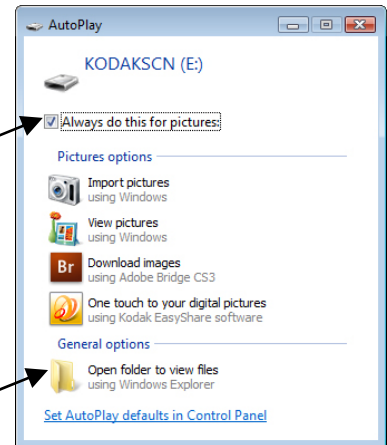 AutoPlay
KODAKSCN (E:)
Always do this for pictures:
Pictures options
Import pictures
using Windows
View pictures
using Windows
Br
Download images
using Adobe Bridge CS3
One touch to your digital pictures
using Kodak EasyShare software
General options
Open folder to view files
using Windows Explorer
Set AutoPlay defaults in Control Panel